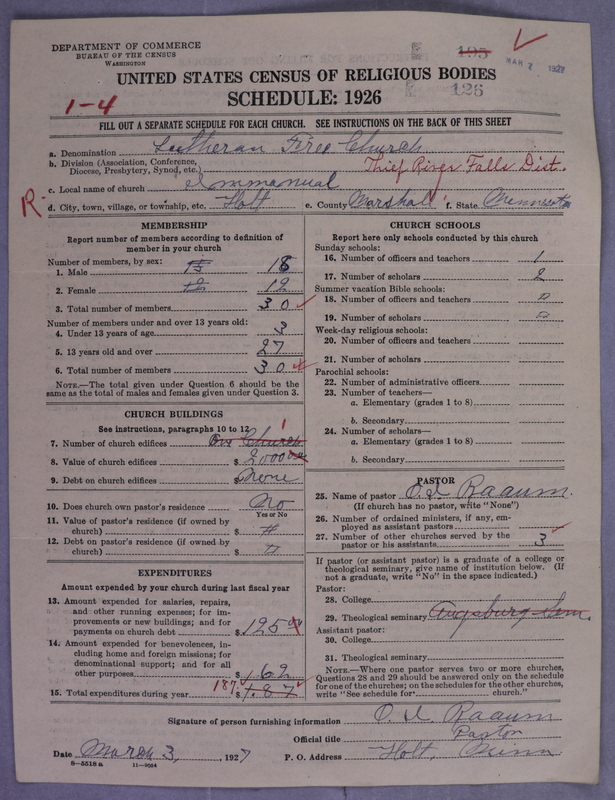 DEPARTMENT OF COMMERCE
BUREAU OF THE CENSUS
WASHINGTON
195
MAR 7 1927
126
UNITED STATES CENSUS OF RELIGIOUS BODIES
1-4
SCHEDULE: 1926
FILL OUT A SEPARATE SCHEDULE FOR EACH CHURCH. SEE INSTRUCTIONS ON THE BACK OF THIS SHEET
a. Denomination Lutheran Free Church
b. Division (Association, Conference, Diocese, Presbytery, Synod, etc.) Thief River Falls Dist.
c. Local name of church Immanual
R.
d. City, town, village, or township, etc. Holt e. County Marshall f. State Minnesota
MEMBERSHIP
Report number of members according to definition of
member in your church
Number of members, by sex:
1. Male 15 18
2. Female 12 12
3. Total number of members 30
Number of members under and over 13 years old:
4. Under 13 years of age 3
5. 13 years old and over 27
6. Total number of members 30
NOTE.—The total given under Question 6 should be the
same as the total of males and females given under Question 3.
CHURCH BUILDINGS
See instructions, paragraphs 10 to 12
7. Number of church edifices One Church 1
8. Value of church edifices $ 2000
9. Debt on church edifices $ None
10. Does church own pastor's residence No
Yes or No
11. Value of pastor's residence (if owned by
church) $
12. Debt on pastor's residence (if owned by
church) $
EXPENDITURES
Amount expended by your church during last fiscal year
13. Amount expended for salaries, repairs,
and other running expenses; for im-
provements or new buildings; and for
payments on church debt $ 125
14. Amount expended for benevolences, in-
cluding home and foreign missions; for
denominational support; and for all
other purposes $ 62
15. Total expenditures during year 187 $ 187
CHURCH SCHOOLS
Report here only schools conducted by this church
Sunday schools:
16. Number of officers and teachers 1
17. Number of scholars 2
Summer vacation Bible schools:
18. Number of officers and teachers
19. Number of scholars
Week-day religious schools:
20. Number of officers and teachers
21. Number of scholars
Parochial schools:
22. Number of administrative officers
23. Number of teachers—
a. Elementary (grades 1 to 8)
b. Secondary
24. Number of scholars—
a. Elementary (grades 1 to 8)
b. Secondary
PASTOR
25. Name of pastor O. I. Raaum.
(If church has no pastor, write "None")
26. Number of ordained ministers, if any, em-
ployed as assistant pastors
27. Number of other churches served by the
pastor or his assistants 3
If pastor (or assistant pastor) is a graduate of a college or
theological seminary, give name of institution below. (If
not a graduate, write "No" in the space indicated.)
Pastor:
28. College
29. Theological seminary Augsburg Sem.
Assistant pastor:
30. College
31. Theological seminary
NOTE.—Where one pastor serves two or more churches,
Questions 28 and 29 should be answered only on the schedule
for one of the churches; on the schedules for the other churches,
write "See schedule for church."
Signature of person furnishing information O. I. Raaum
Official title Pastor
Date March 3, , 1927 P. O. Address Holt, Minn
8-5518 a 11-9624